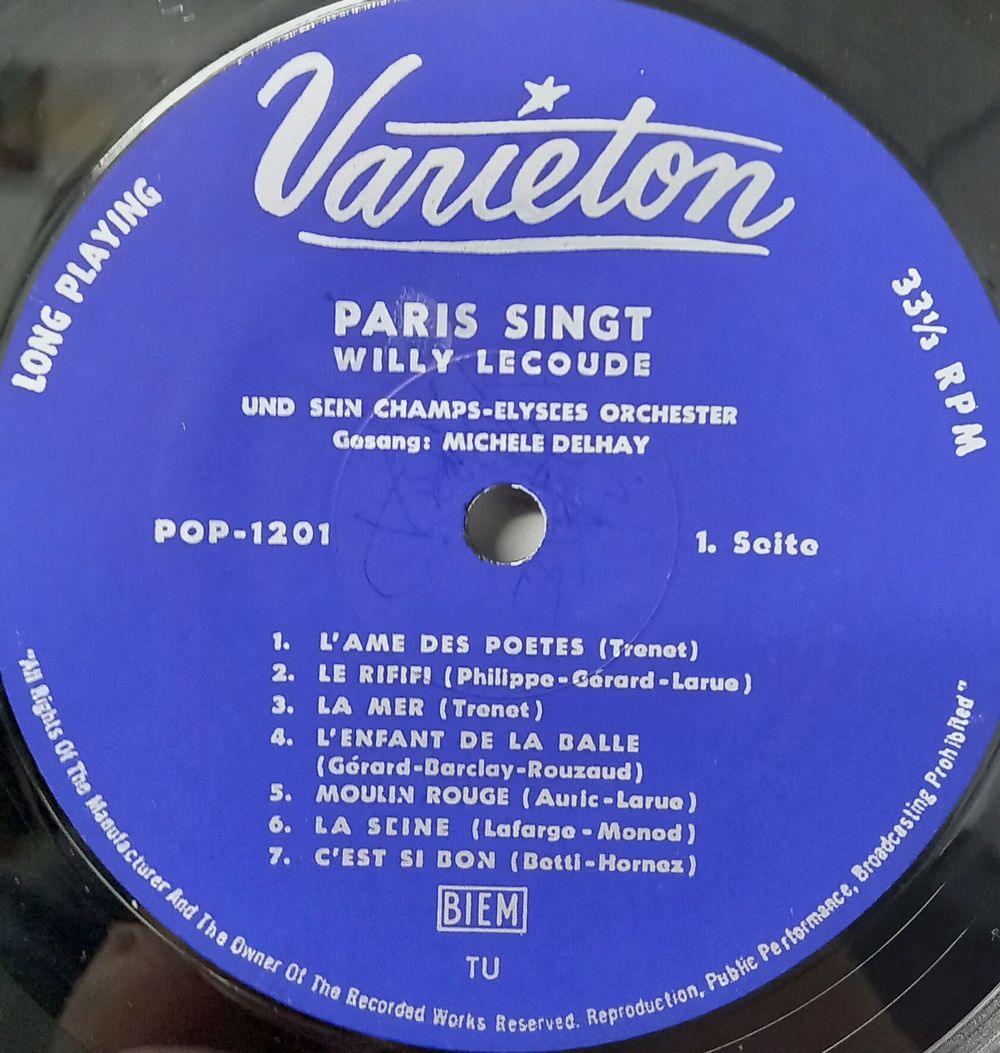 Varieton
LONG PLAYING
33⅓ RPM
PARIS SINGT
WILLY LECOUDE
UND SEIN CHAMPS-ELYSEES ORCHESTER
Gesang: MICHELE DELHAY
POP-1201
1. Seite
1. L'AME DES POETES (Trenet)
2. LE RIFIFI (Philippe-Gérard-Larue)
3. LA MER (Trenet)
4. L'ENFANT DE LA BALLE
(Gérard-Barclay-Rouzaud)
5. MOULIN ROUGE (Auric-Larue)
6. LA SEINE (Lafarge-Monod)
7. C'EST SI BON (Betti-Hornez)
BIEM
TU
"All Rights Of The Manufacturer And The Owner Of The Recorded Works Reserved. Reproduction, Public Performance, Broadcasting Prohibited"